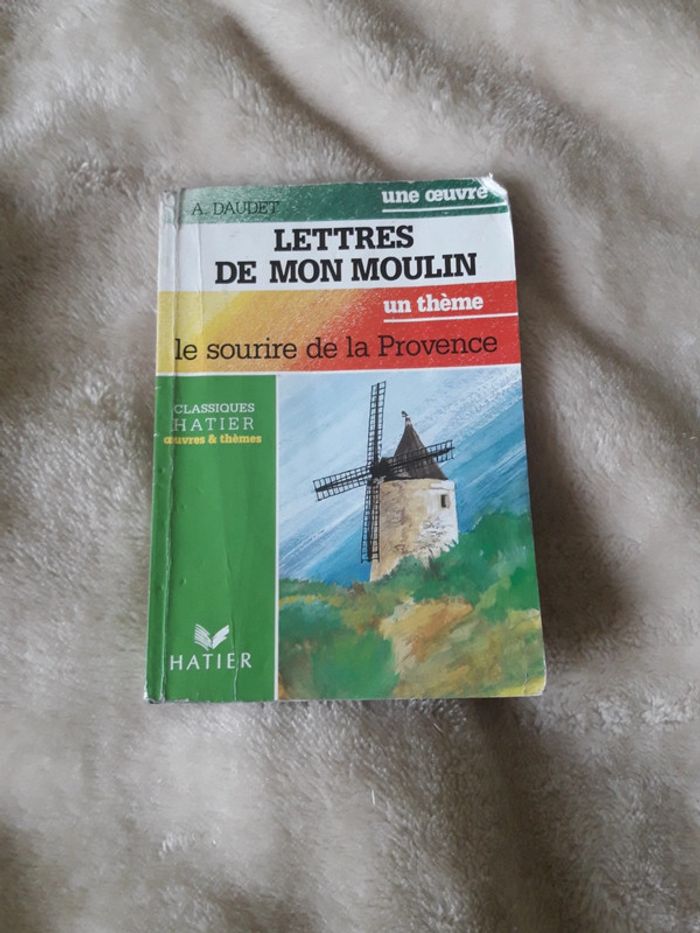 une œuvre
A. DAUDET
LETTRES
DE MON MOULIN
un thème
le sourire de la Provence
CLASSIQUES
HATIER
œuvres & thèmes
HATIER